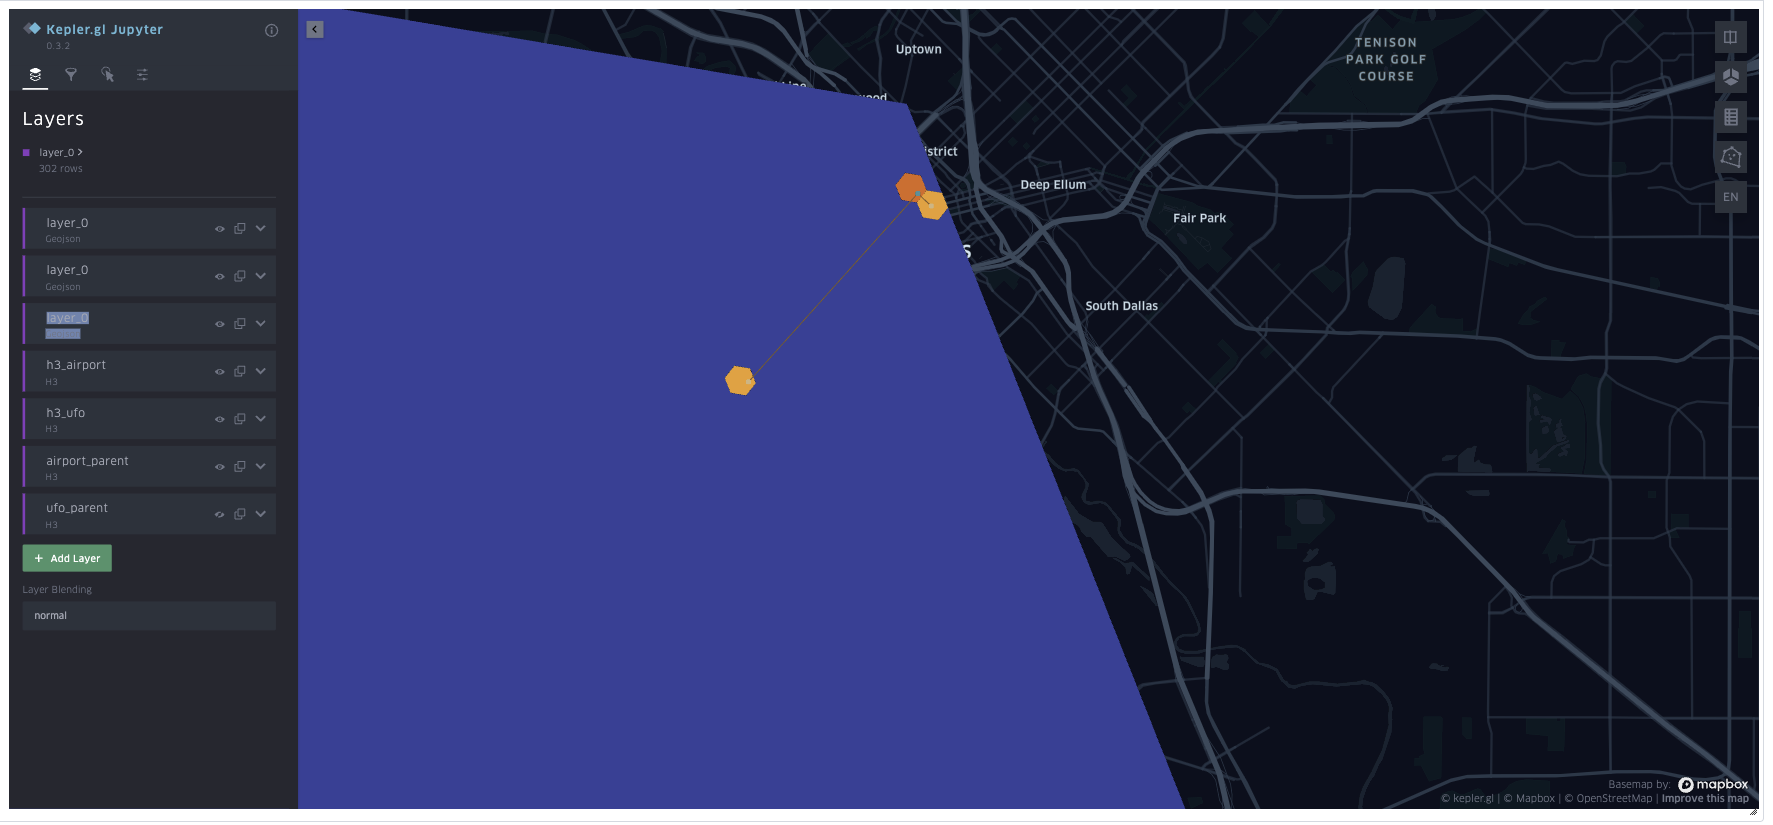 Kepler.gl Jupyter
0.3.2
Layers
layer_0
302 rows
layer_0
Geojson
layer_0
Geojson
layer_0
Geojson
h3_airport
H3
h3_ufo
H3
airport_parent
H3
ufo_parent
H3
+ Add Layer
Layer Blending
normal
Uptown
TENISON
PARK GOLF
COURSE
istrict
Deep Ellum
Fair Park
S
South Dallas
EN
Basemap by: mapbox
© kepler.gl | © Mapbox | © OpenStreetMap | Improve this map